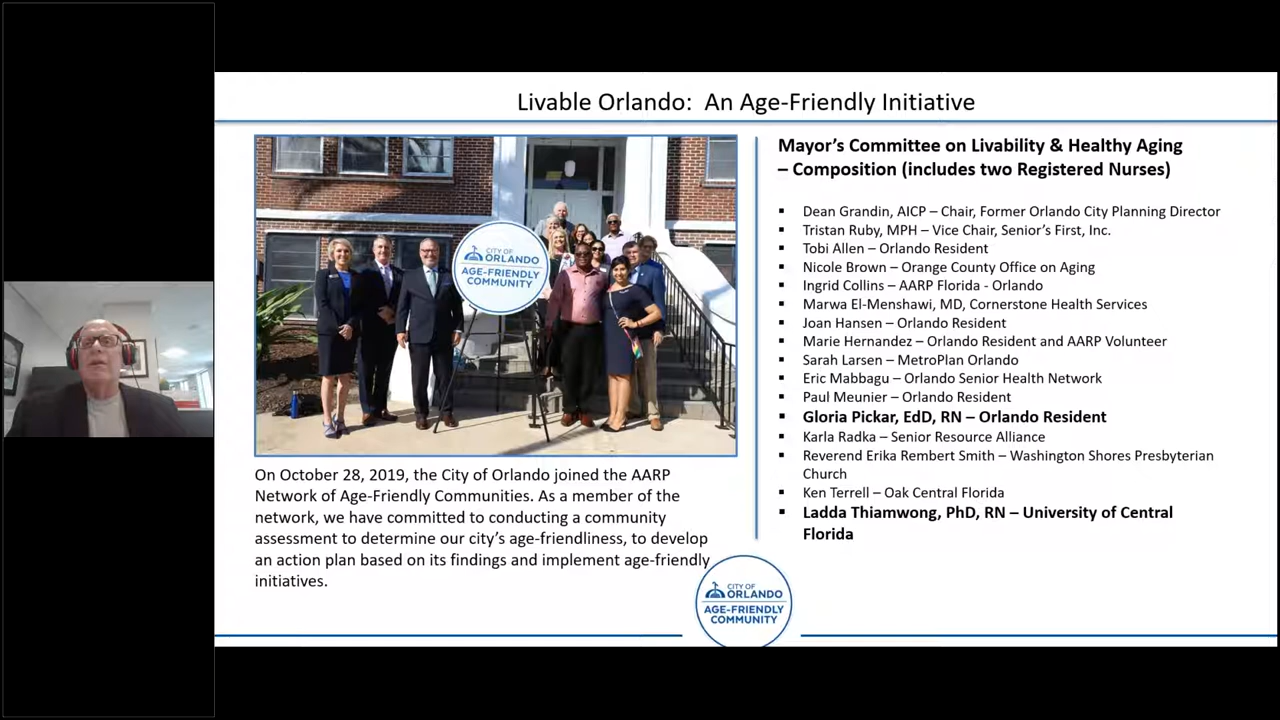 Livable Orlando: An Age-Friendly Initiative
CITY OF
ORLANDO
AGE-FRIENDLY
COMMUNITY
On October 28, 2019, the City of Orlando joined the AARP
Network of Age-Friendly Communities. As a member of the
network, we have committed to conducting a community
assessment to determine our city's age-friendliness, to develop
an action plan based on its findings and implement age-friendly
initiatives.
Mayor's Committee on Livability & Healthy Aging
– Composition (includes two Registered Nurses)
▪ Dean Grandin, AICP – Chair, Former Orlando City Planning Director
▪ Tristan Ruby, MPH – Vice Chair, Senior's First, Inc.
▪ Tobi Allen – Orlando Resident
▪ Nicole Brown – Orange County Office on Aging
▪ Ingrid Collins – AARP Florida - Orlando
▪ Marwa El-Menshawi, MD, Cornerstone Health Services
▪ Joan Hansen – Orlando Resident
▪ Marie Hernandez – Orlando Resident and AARP Volunteer
▪ Sarah Larsen – MetroPlan Orlando
▪ Eric Mabbagu – Orlando Senior Health Network
▪ Paul Meunier – Orlando Resident
▪ Gloria Pickar, EdD, RN – Orlando Resident
▪ Karla Radka – Senior Resource Alliance
▪ Reverend Erika Rembert Smith – Washington Shores Presbyterian
Church
▪ Ken Terrell – Oak Central Florida
▪ Ladda Thiamwong, PhD, RN – University of Central
Florida
CITY OF
ORLANDO
AGE-FRIENDLY
COMMUNITY